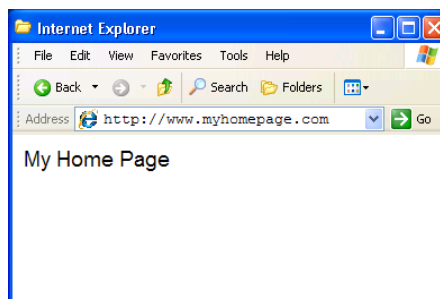 Internet Explorer
File Edit View Favorites Tools Help
Back Search Folders
Address http://www.myhomepage.com Go
My Home Page